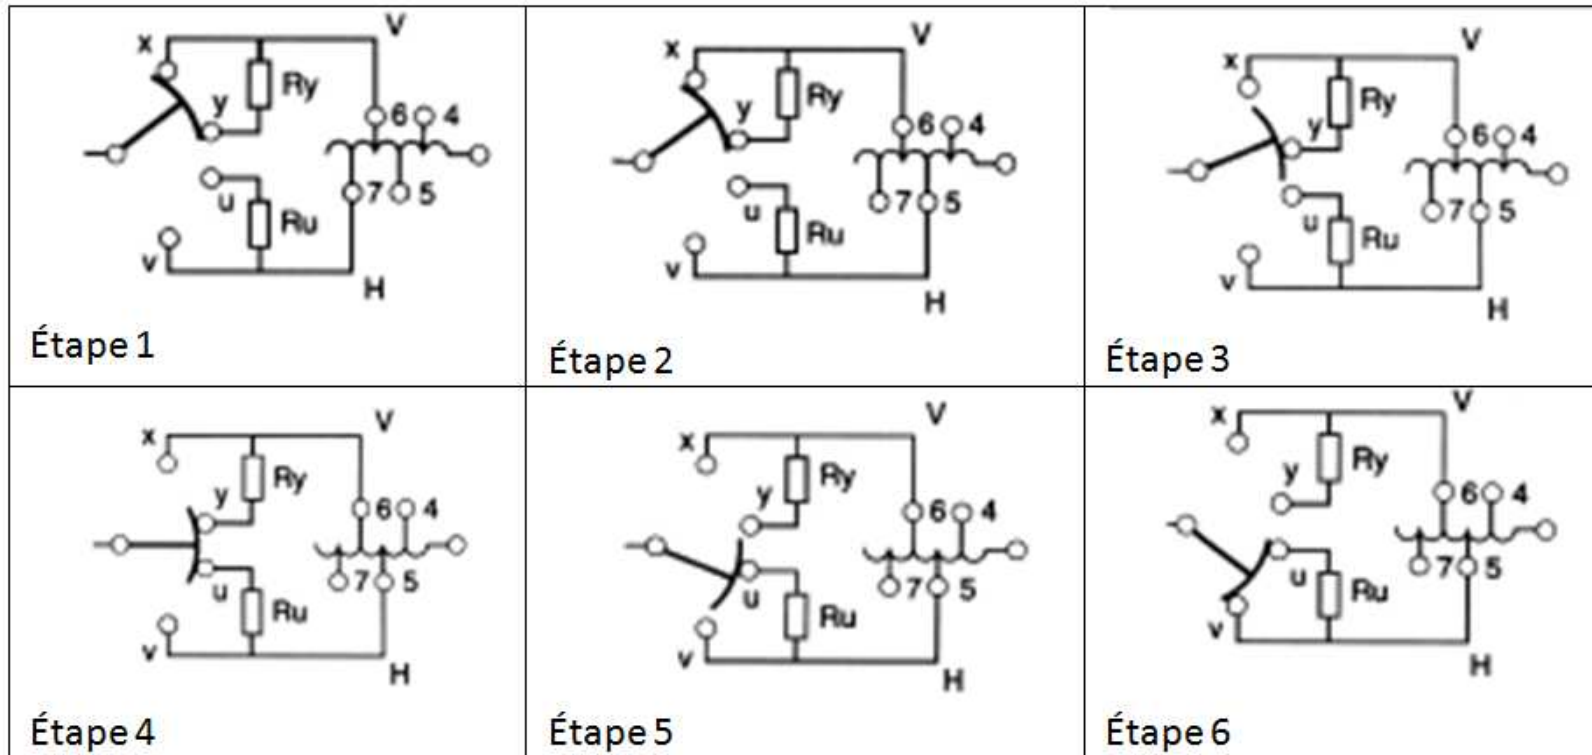 x V
Ry
y 6 4
u 7 5
Ru
v H
Étape 1
x V
Ry
y 6 4
u 7 5
Ru
v H
Étape 2
x V
Ry
y 6 4
u 7 5
Ru
v H
Étape 3
x V
Ry
y 6 4
u 7 5
Ru
v H
Étape 4
x V
Ry
y 6 4
u 7 5
Ru
v H
Étape 5
x V
Ry
y 6 4
u 7 5
Ru
v H
Étape 6